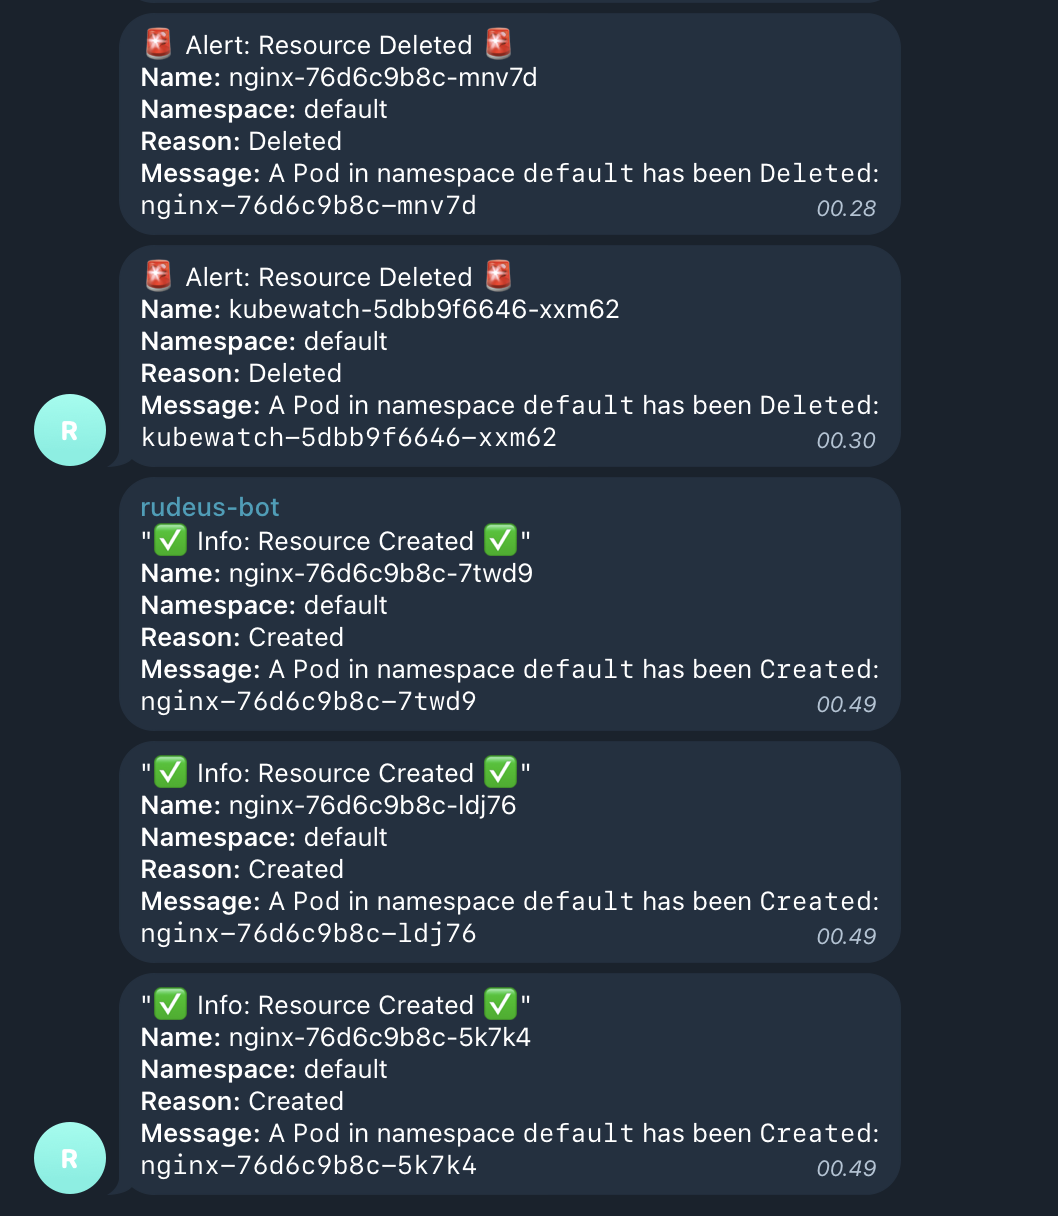 🚨 Alert: Resource Deleted 🚨
Name: nginx-76d6c9b8c-mnv7d
Namespace: default
Reason: Deleted
Message: A Pod in namespace default has been Deleted:
nginx-76d6c9b8c-mnv7d 00.28
🚨 Alert: Resource Deleted 🚨
Name: kubewatch-5dbb9f6646-xxm62
Namespace: default
Reason: Deleted
Message: A Pod in namespace default has been Deleted:
kubewatch-5dbb9f6646-xxm62 00.30
R
rudeus-bot
"✅ Info: Resource Created ✅"
Name: nginx-76d6c9b8c-7twd9
Namespace: default
Reason: Created
Message: A Pod in namespace default has been Created:
nginx-76d6c9b8c-7twd9 00.49
"✅ Info: Resource Created ✅"
Name: nginx-76d6c9b8c-ldj76
Namespace: default
Reason: Created
Message: A Pod in namespace default has been Created:
nginx-76d6c9b8c-ldj76 00.49
"✅ Info: Resource Created ✅"
Name: nginx-76d6c9b8c-5k7k4
Namespace: default
Reason: Created
Message: A Pod in namespace default has been Created:
nginx-76d6c9b8c-5k7k4 00.49
R